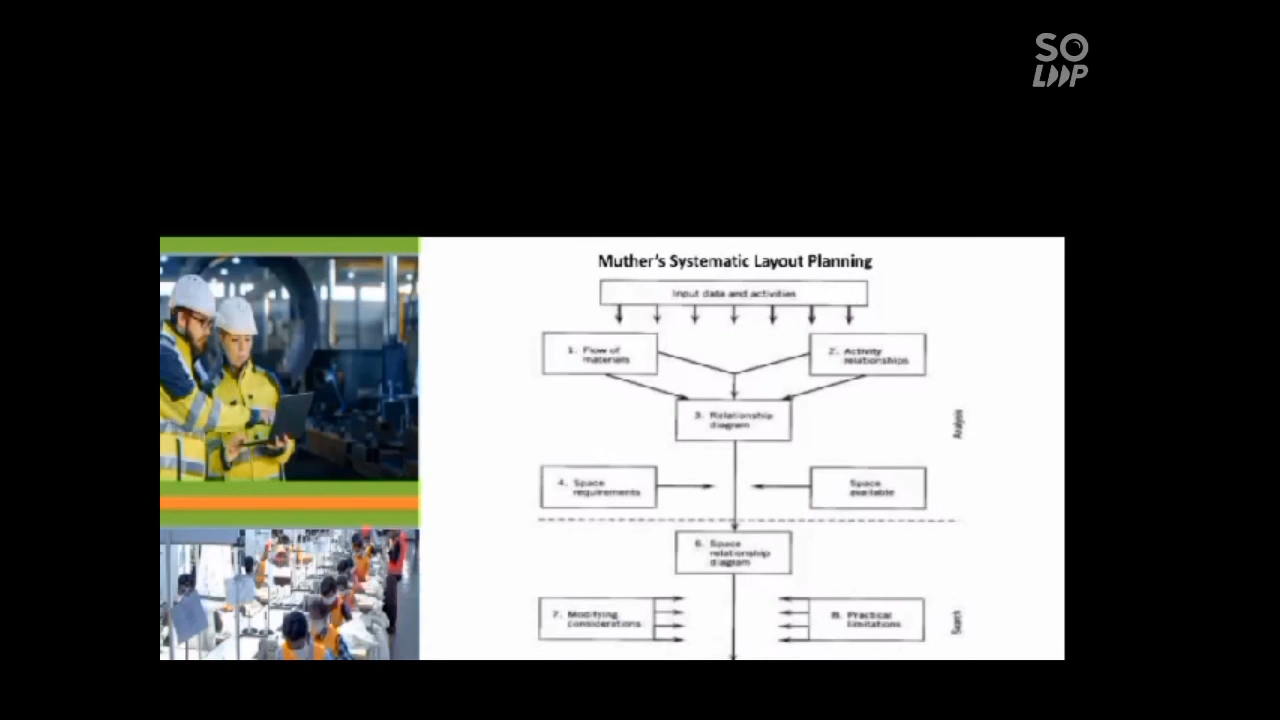 SO
LOOP
Muther's Systematic Layout Planning
Input data and activities
1. Flow of
materials
2. Activity
relationships
3. Relationship
diagram
Analysis
4. Space
requirements
Space
available
6. Space
relationship
diagram
7. Modifying
considerations
8. Practical
limitations
Search